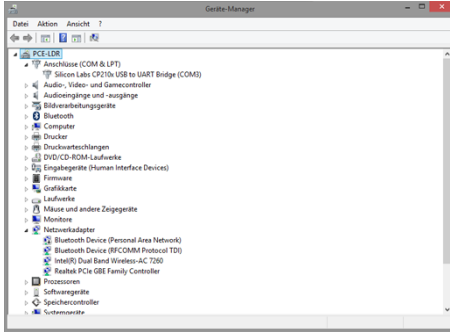 Geräte-Manager
Datei Aktion Ansicht ?
PCE-LDR
Anschlüsse (COM & LPT)
Silicon Labs CP210x USB to UART Bridge (COM3)
Audio-, Video- und Gamecontroller
Audioeingänge und -ausgänge
Bildverarbeitungsgeräte
Bluetooth
Computer
Drucker
Druckwarteschlangen
DVD/CD-ROM-Laufwerke
Eingabegeräte (Human Interface Devices)
Firmware
Grafikkarte
Laufwerke
Mäuse und andere Zeigegeräte
Monitore
Netzwerkadapter
Bluetooth Device (Personal Area Network)
Bluetooth Device (RFCOMM Protocol TDI)
Intel(R) Dual Band Wireless-AC 7260
Realtek PCIe GBE Family Controller
Prozessoren
Softwaregeräte
Speichercontroller
Systemgeräte